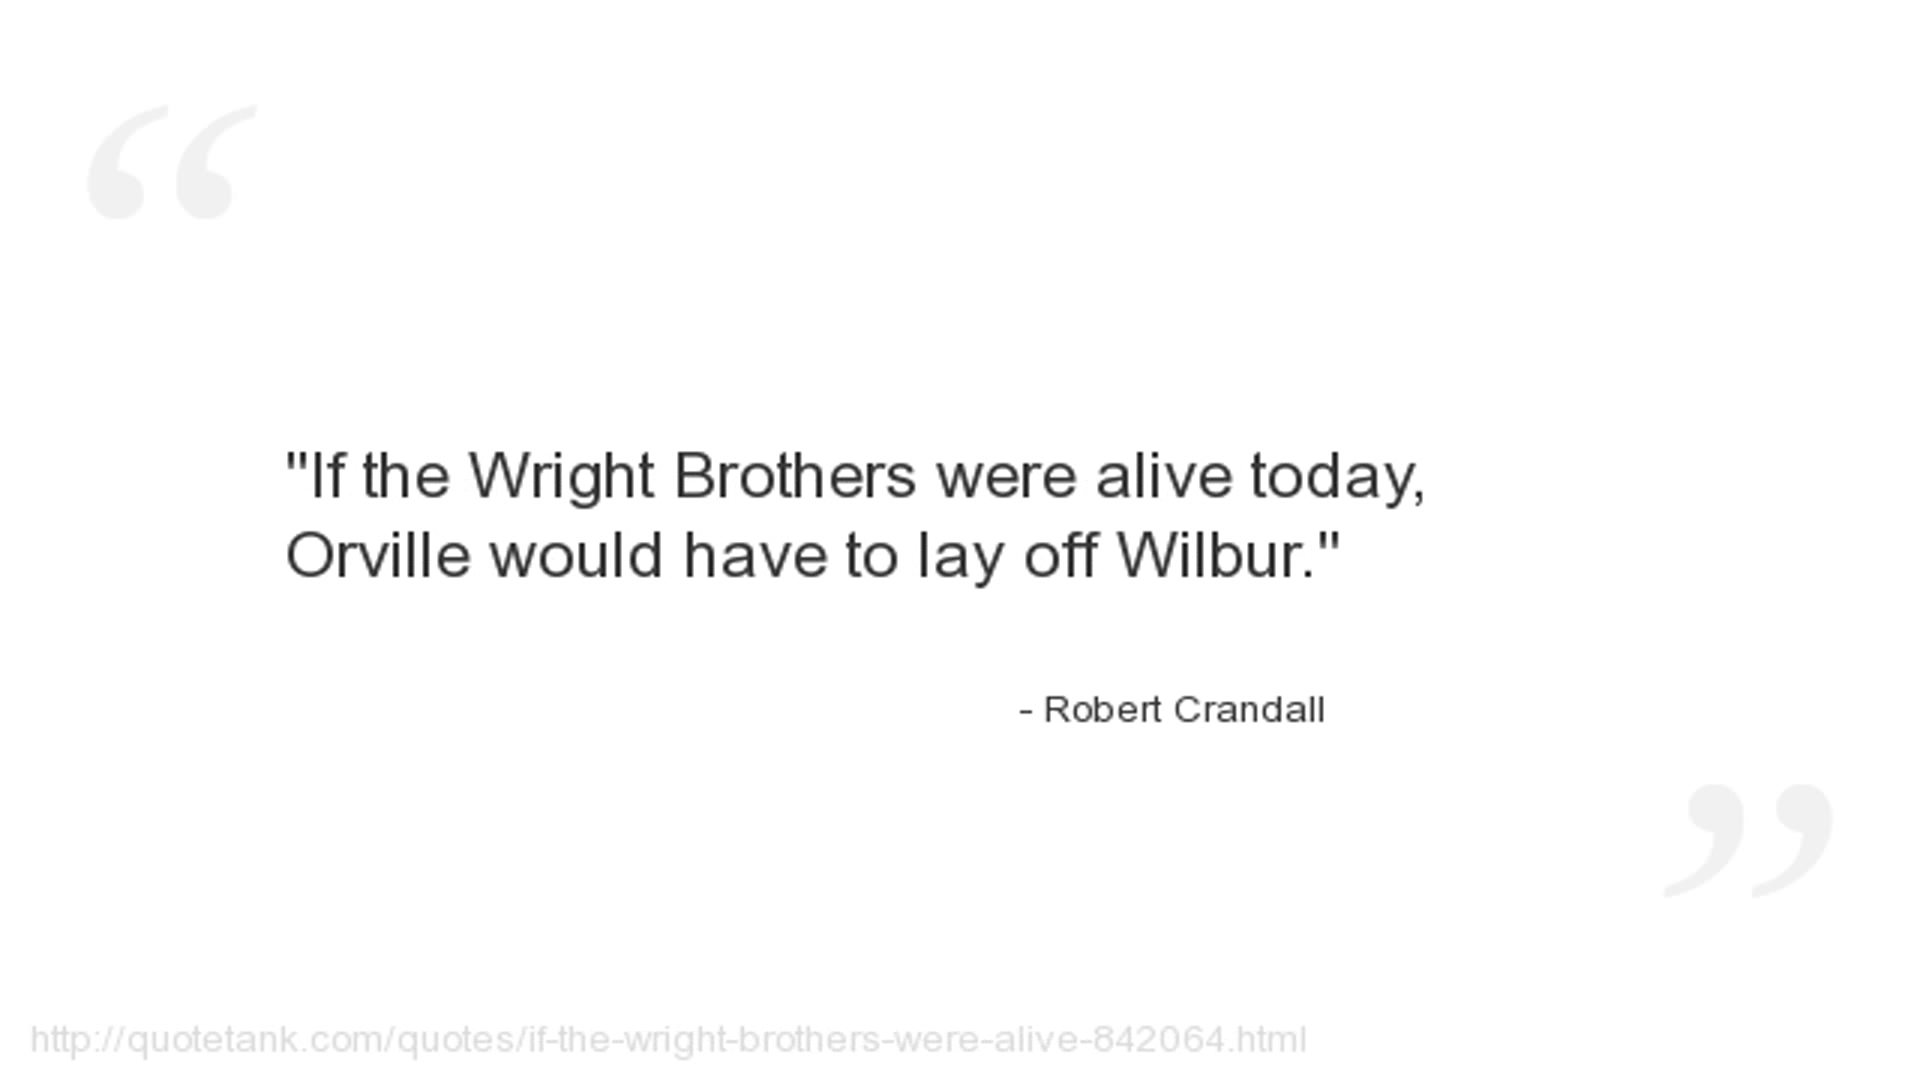 "If the Wright Brothers were alive today,
Orville would have to lay off Wilbur."
- Robert Crandall
http://quotetank.com/quotes/if-the-wright-brothers-were-alive-842064.html